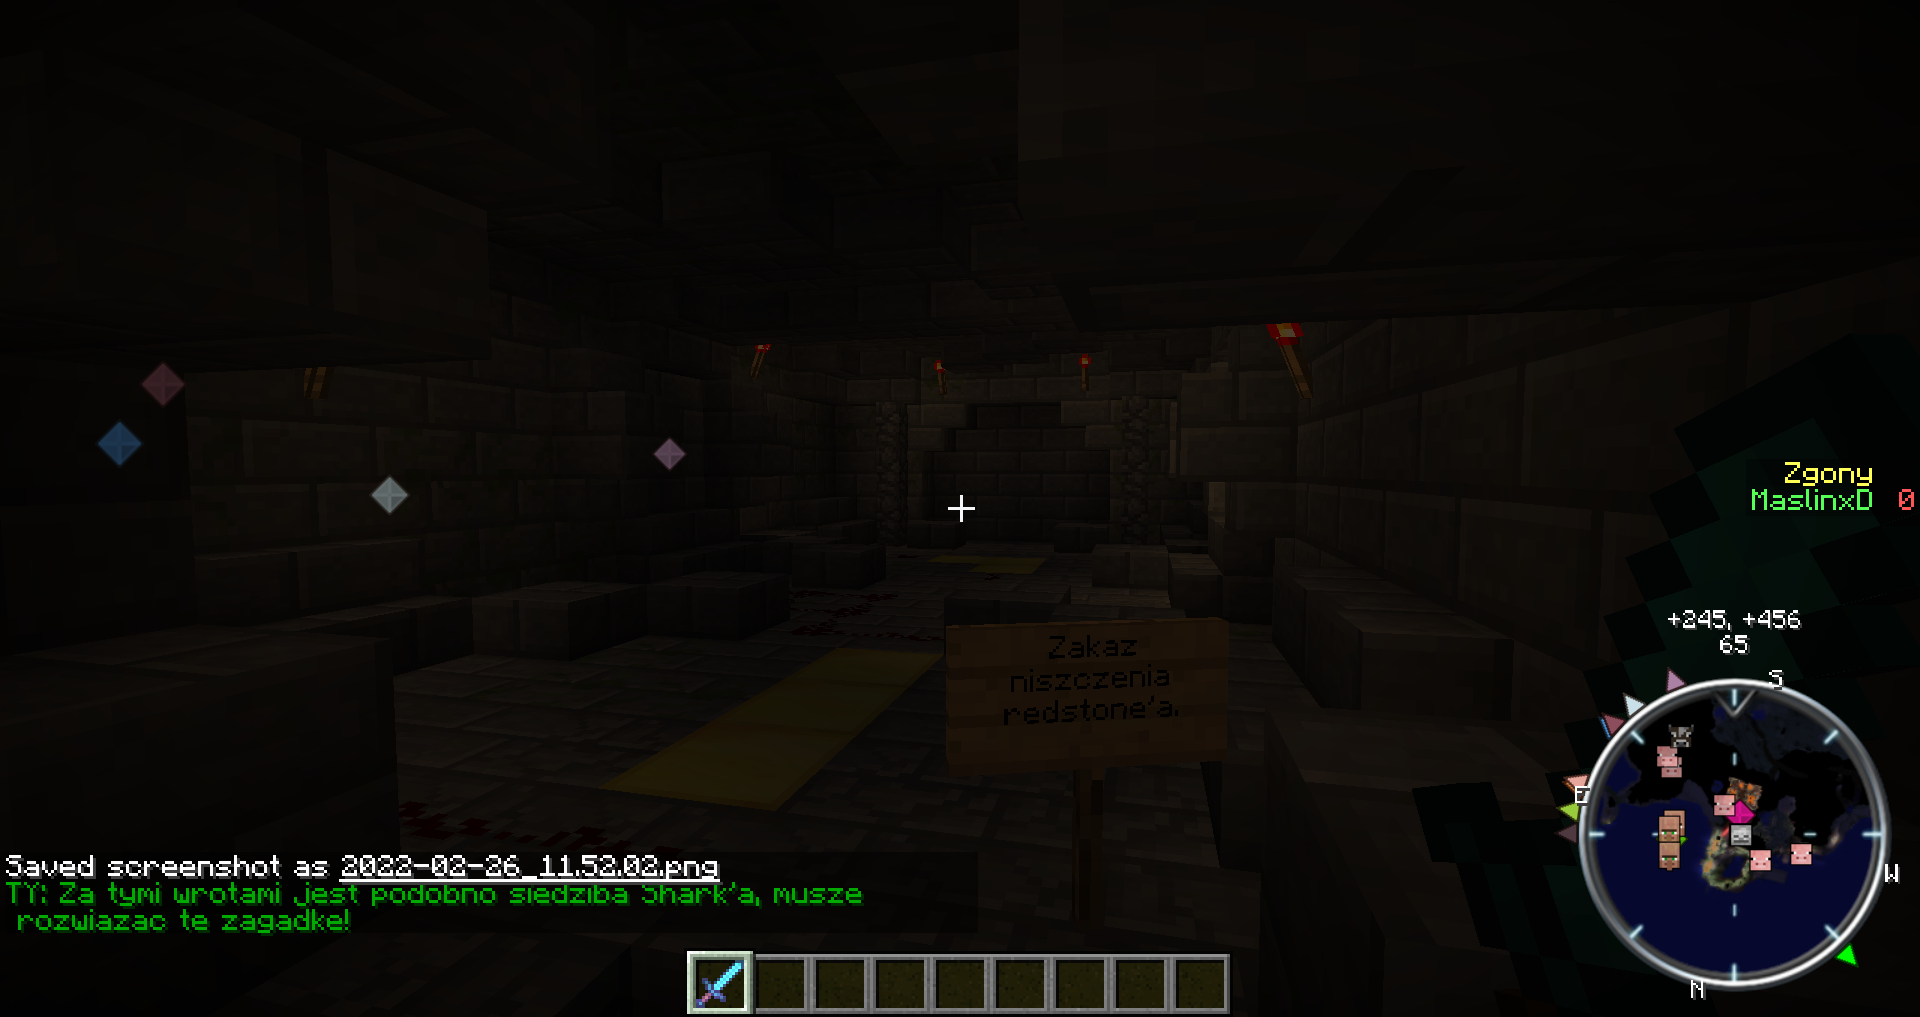 Zgony
MaslinxD 0
+245, +456
65
S
E
W
N
Zakaz
niszczenia
redstone'a.
Saved screenshot as 2022-02-26_11.52.02.png
TY: Za tymi wrotami jest podobno siedziba Shark'a, musze
rozwiazac te zagadke!